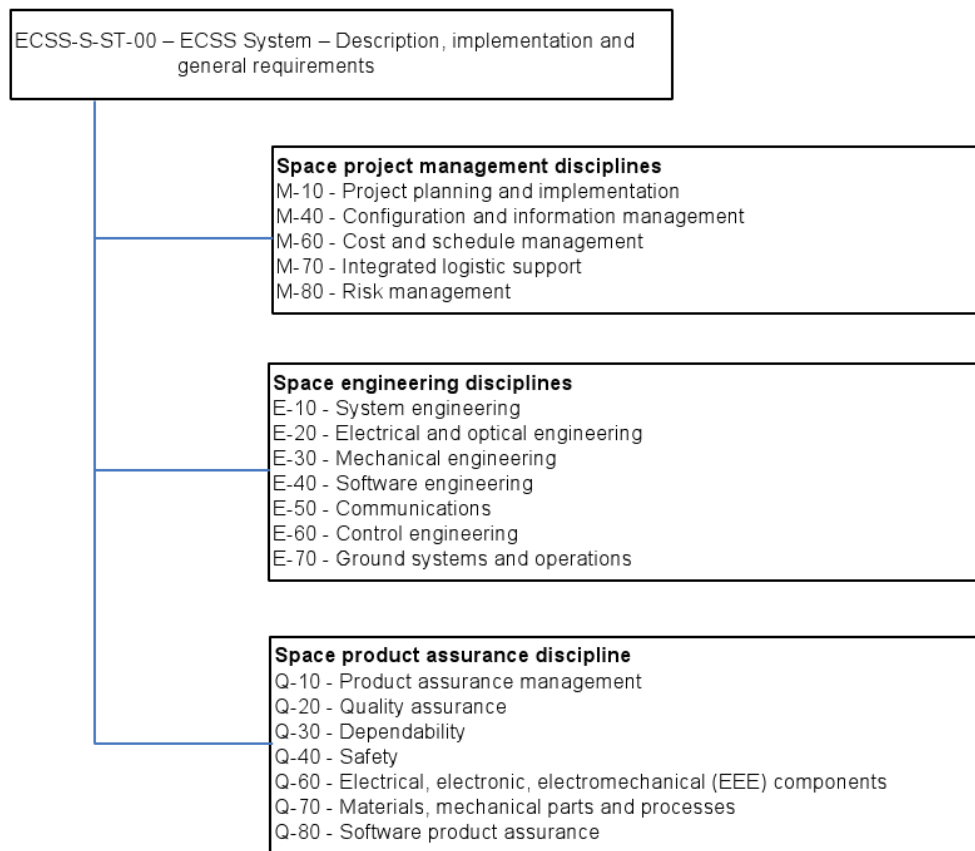 ECSS-S-ST-00 – ECSS System – Description, implementation and
general requirements
Space project management disciplines
M-10 - Project planning and implementation
M-40 - Configuration and information management
M-60 - Cost and schedule management
M-70 - Integrated logistic support
M-80 - Risk management
Space engineering disciplines
E-10 - System engineering
E-20 - Electrical and optical engineering
E-30 - Mechanical engineering
E-40 - Software engineering
E-50 - Communications
E-60 - Control engineering
E-70 - Ground systems and operations
Space product assurance discipline
Q-10 - Product assurance management
Q-20 - Quality assurance
Q-30 - Dependability
Q-40 - Safety
Q-60 - Electrical, electronic, electromechanical (EEE) components
Q-70 - Materials, mechanical parts and processes
Q-80 - Software product assurance